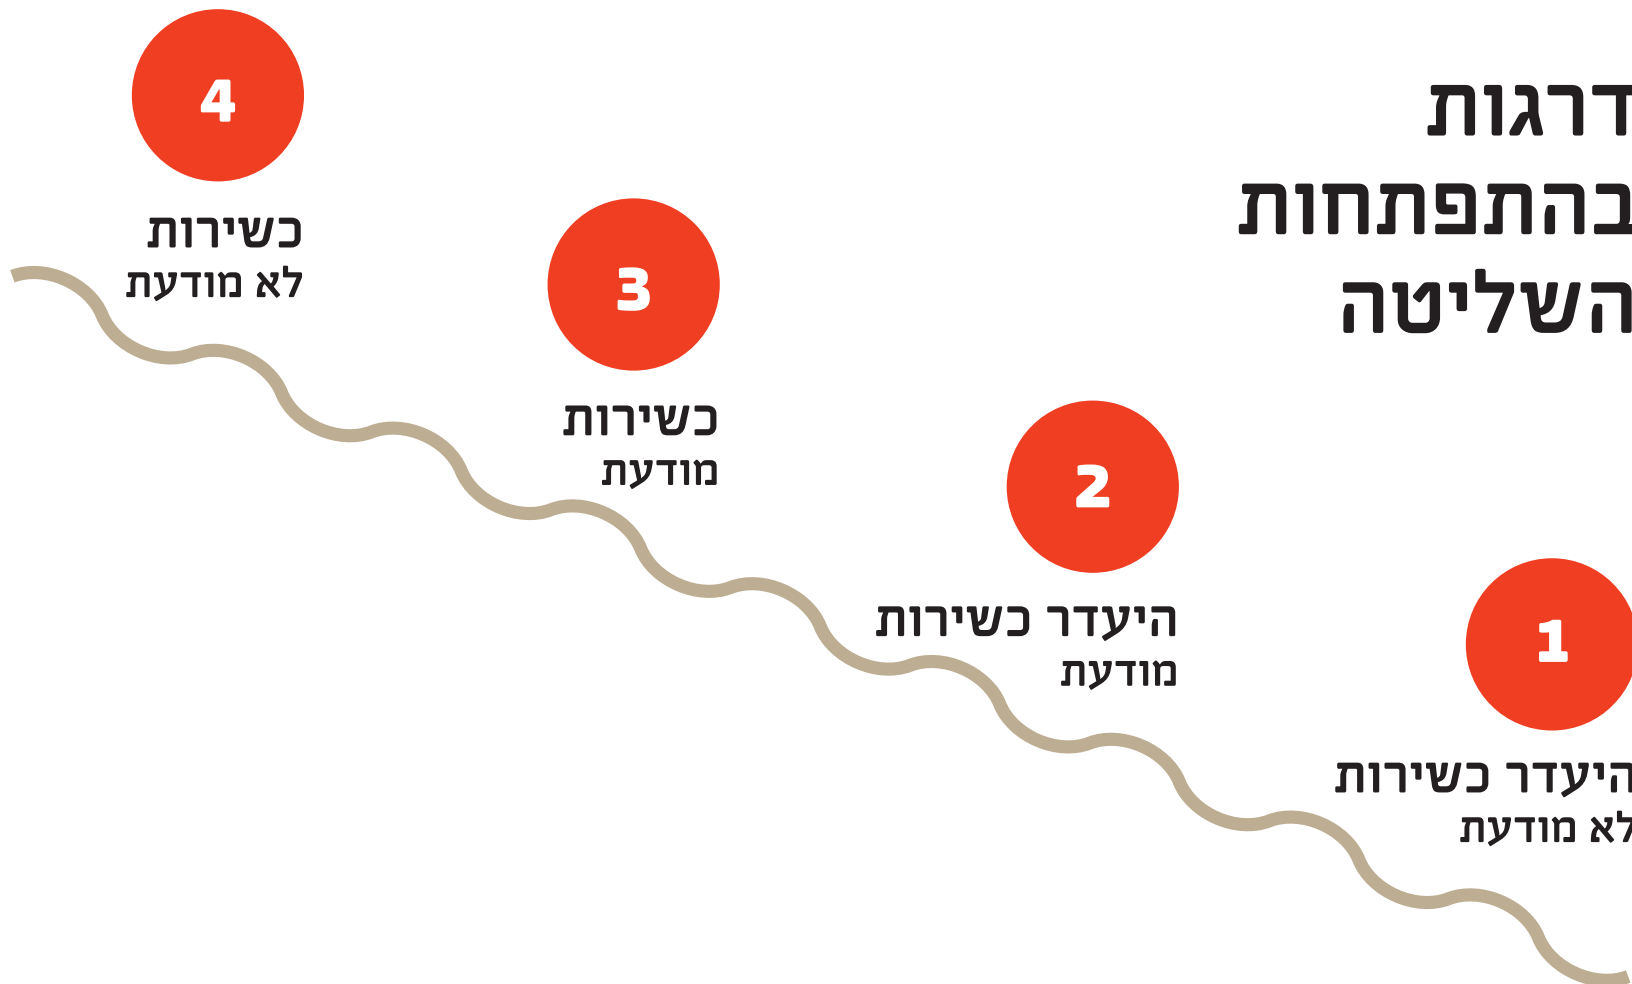 דרגות
בהתפתחות
השליטה
1
היעדר כשירות
לא מודעת
2
היעדר כשירות
מודעת
3
כשירות
מודעת
4
כשירות
לא מודעת